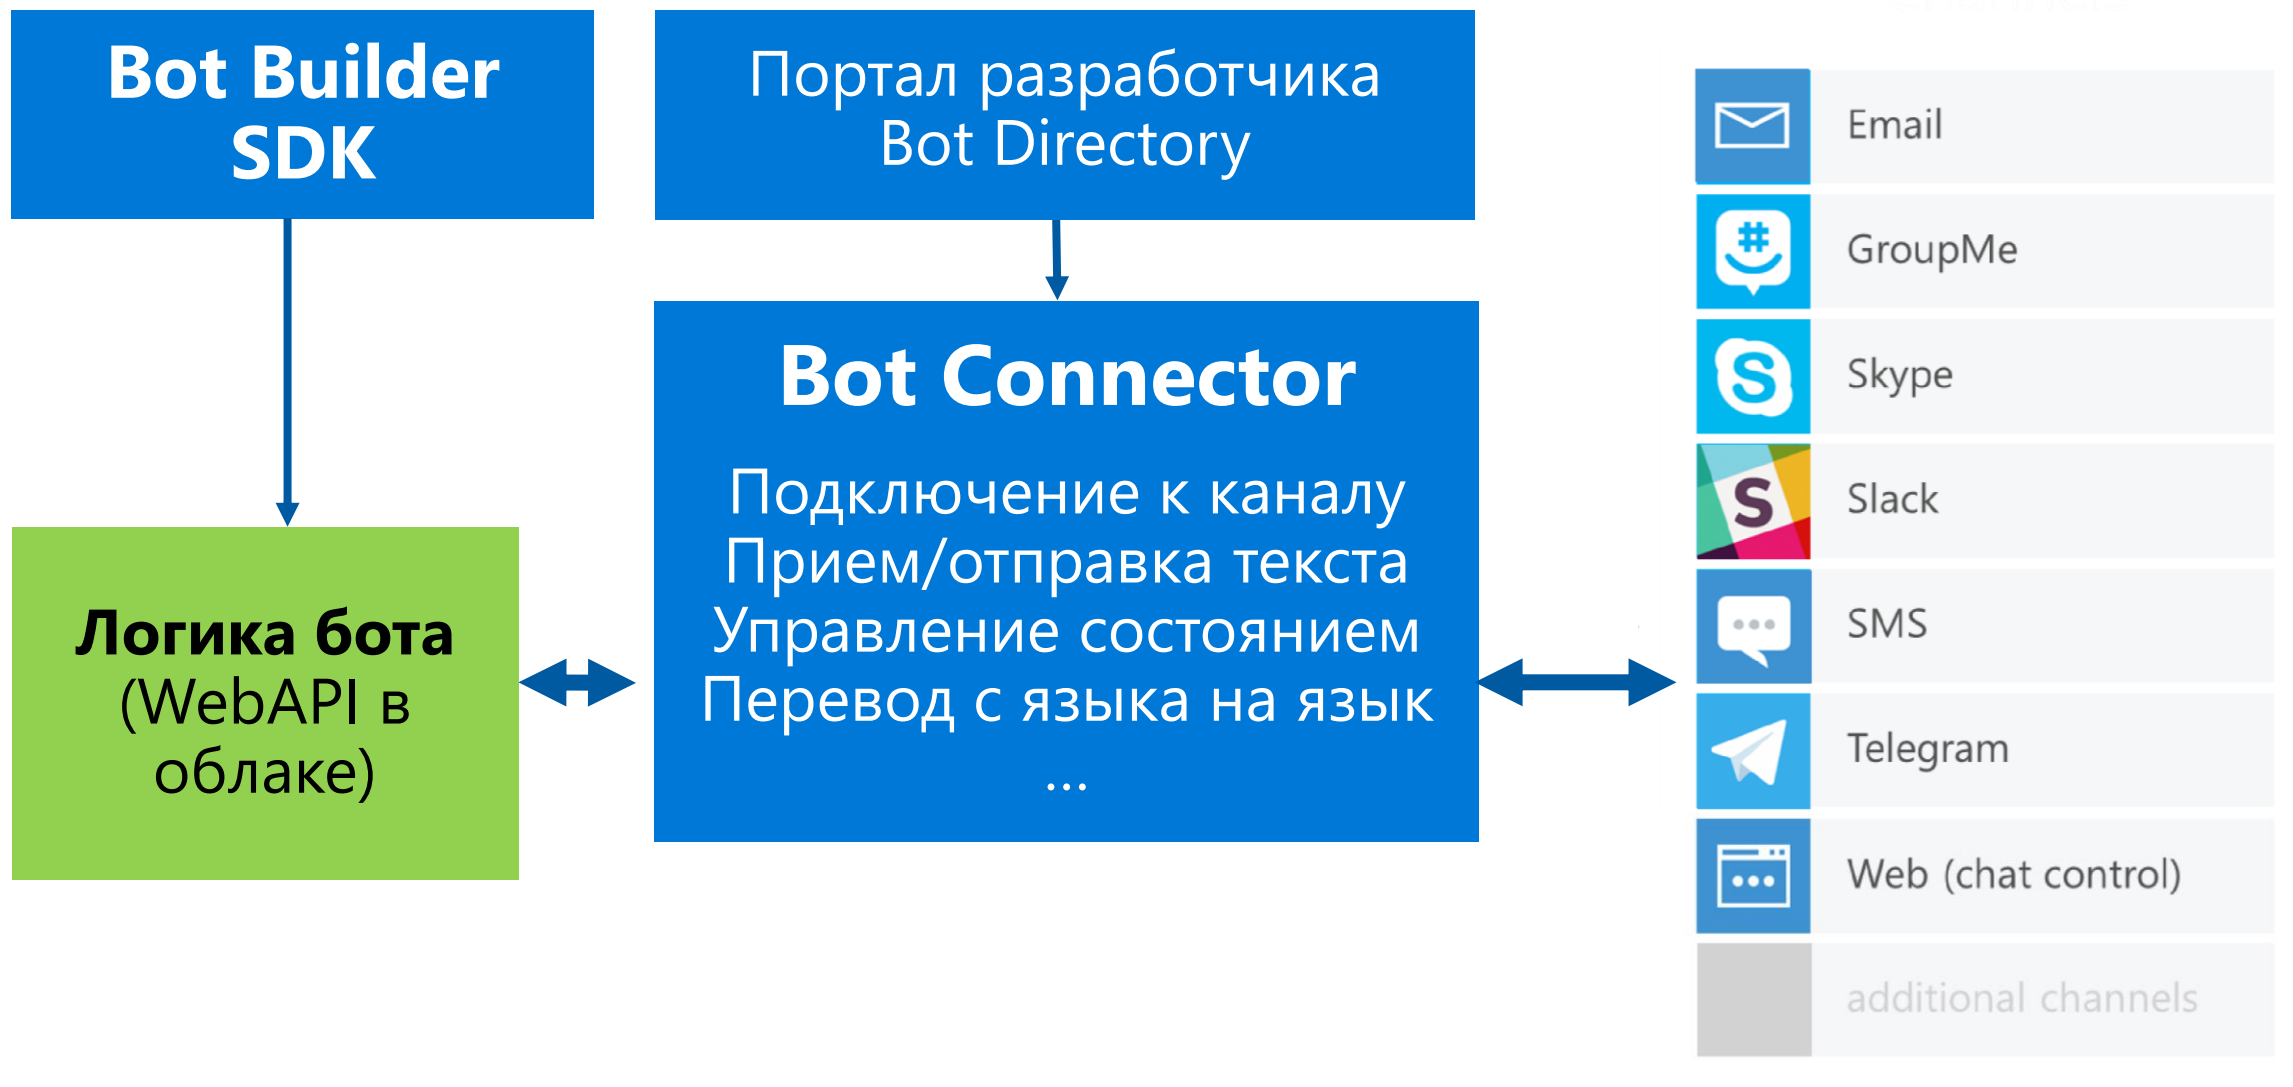 Bot Builder
SDK
Портал разработчика
Bot Directory
Bot Connector
Подключение к каналу
Прием/отправка текста
Управление состоянием
Перевод с языка на язык
...
Логика бота
(WebAPI в
облаке)
Email
GroupMe
Skype
Slack
SMS
Telegram
Web (chat control)
additional channels